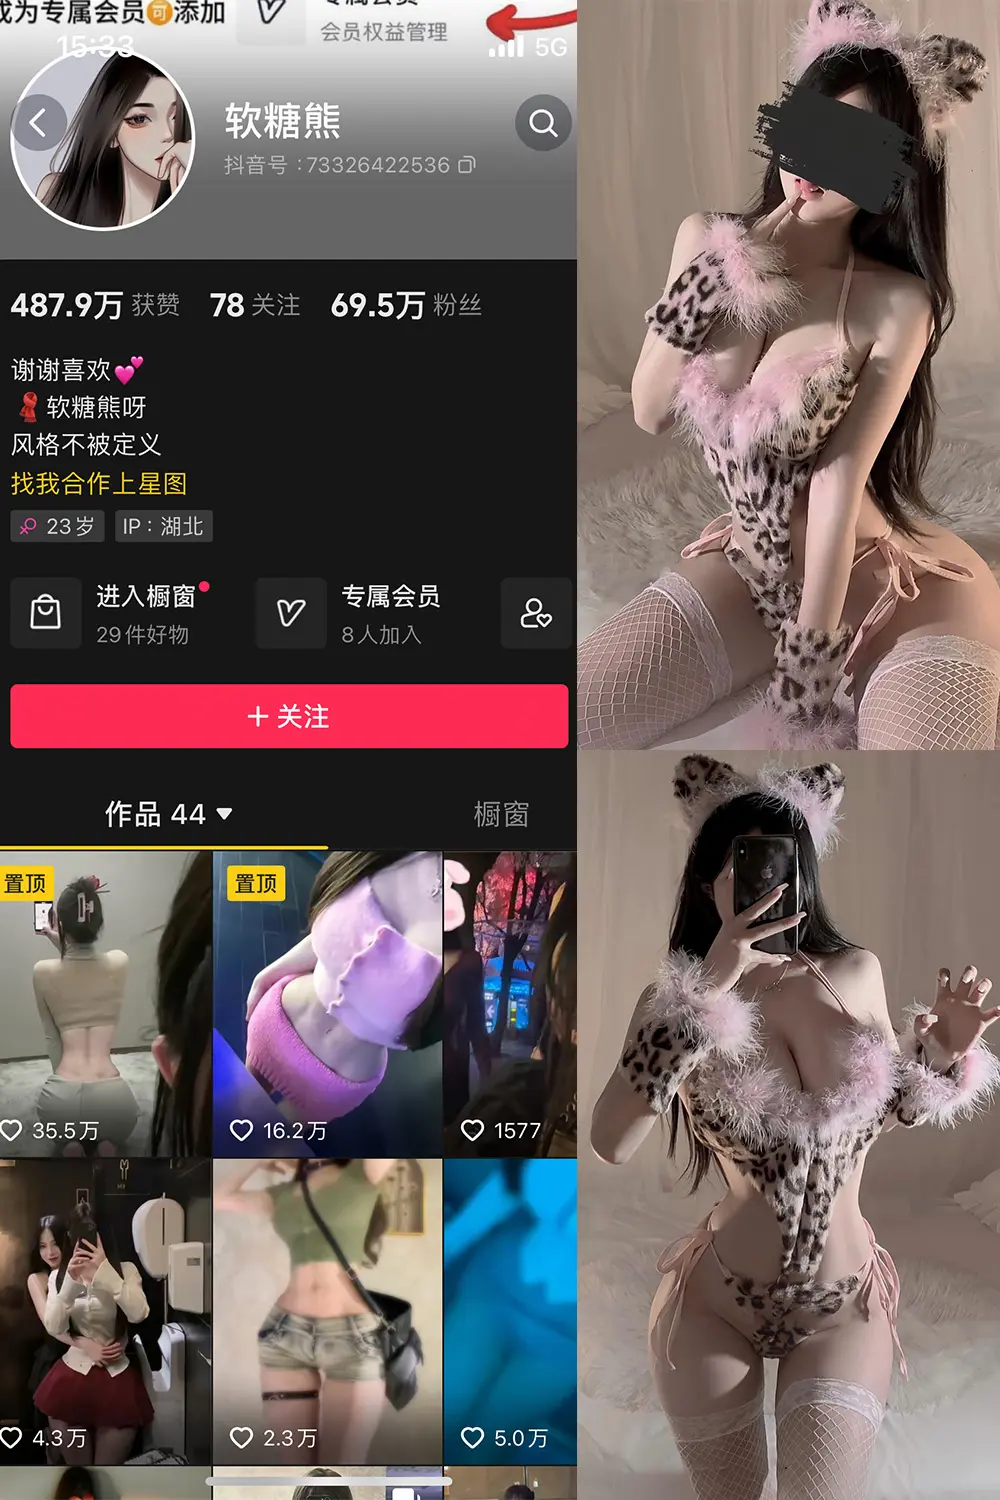 成为专属会员可添加
会员权益管理
15:33
5G
软糖熊
抖音号：73326422536
487.9万 获赞 78 关注 69.5万 粉丝
谢谢喜欢💕
🧣软糖熊呀
风格不被定义
找我合作上星图
23岁 IP：湖北
进入橱窗
29件好物
专属会员
8人加入
+ 关注
作品 44 ▼ 橱窗
置顶 置顶
35.5万 16.2万 1577
4.3万 2.3万 5.0万